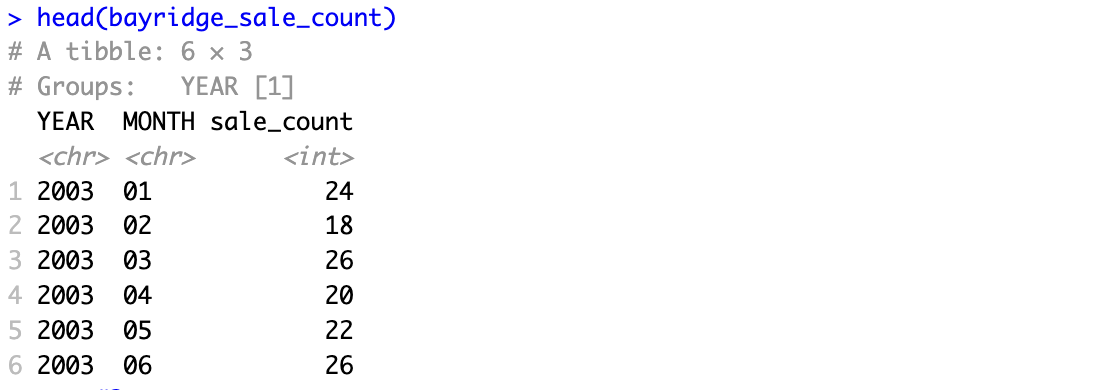 > head(bayridge_sale_count)
# A tibble: 6 × 3
# Groups:   YEAR [1]
  YEAR  MONTH sale_count
  <chr> <chr>      <int>
1 2003  01            24
2 2003  02            18
3 2003  03            26
4 2003  04            20
5 2003  05            22
6 2003  06            26